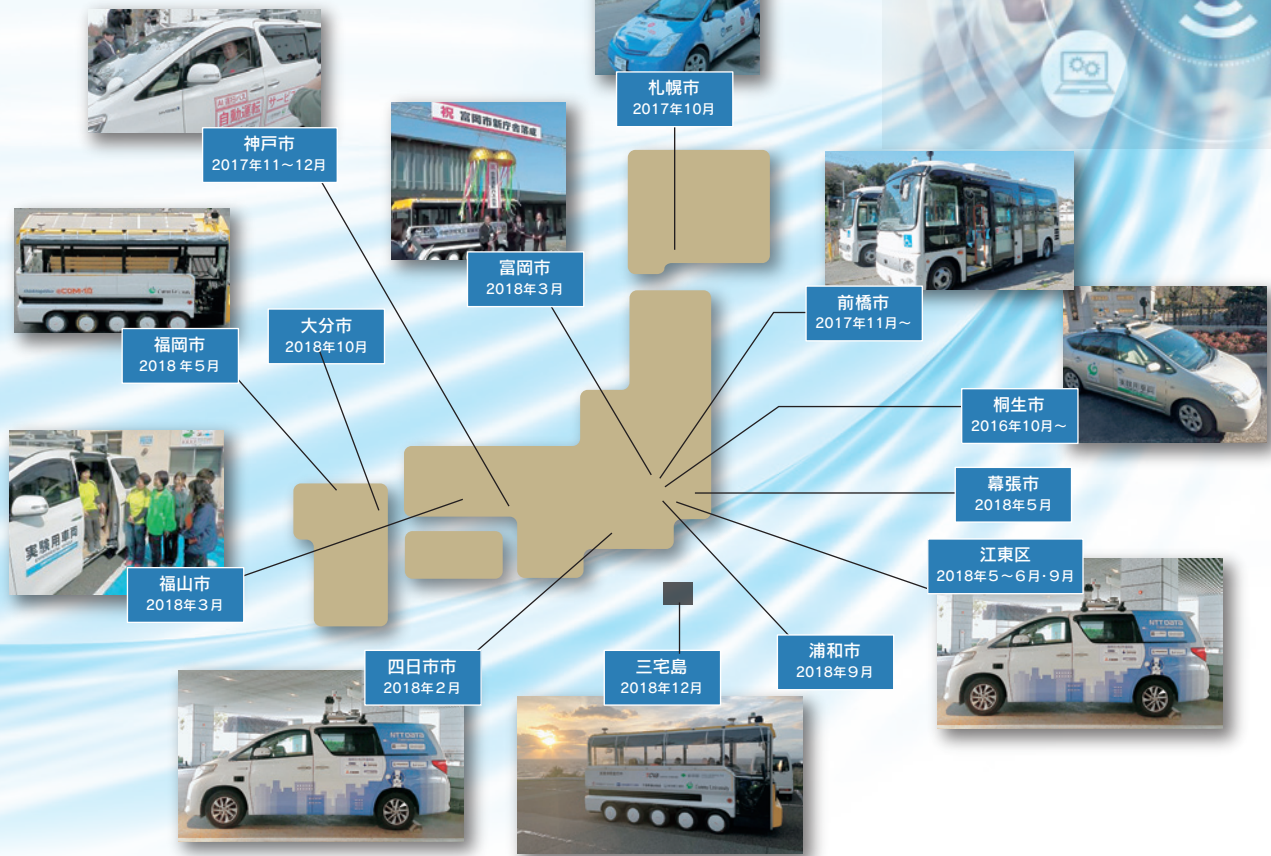 札幌市
2017年10月
自動運転
サービ
神戸市
2017年11~12月
祝 富岡市新庁舎落成
富岡市
2018年3月
前橋市
2017年11月~
福岡市
2018年5月
大分市
2018年10月
桐生市
2016年10月~
幕張市
2018年5月
実験用車両
福山市
2018年3月
江東区
2018年5~6月・9月
NTT DATA
四日市市
2018年2月
三宅島
2018年12月
浦和市
2018年9月
NTT DATA